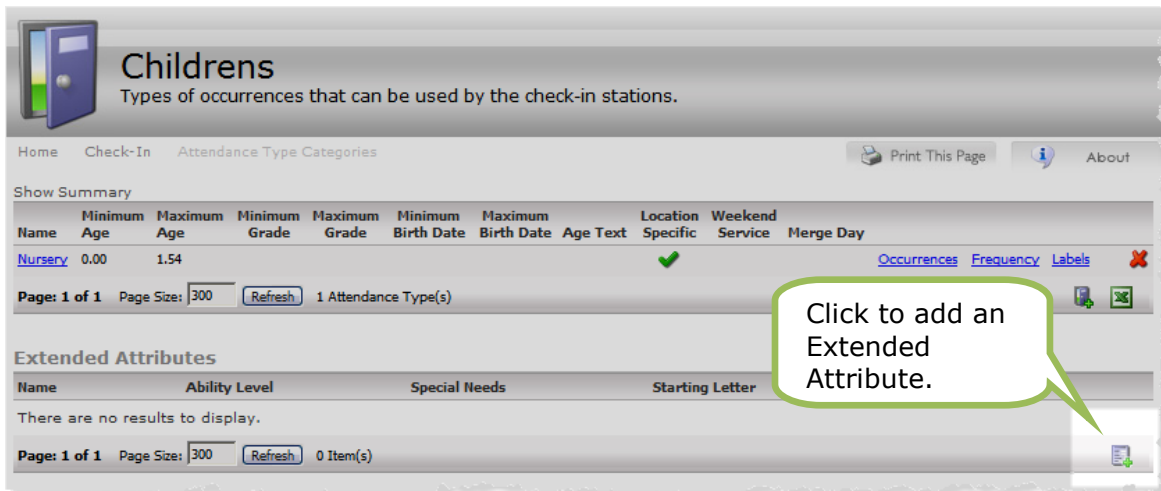 Childrens
Types of occurrences that can be used by the check-in stations.
Home Check-In Attendance Type Categories Print This Page About
Show Summary
Name Minimum Age Maximum Age Minimum Grade Maximum Grade Minimum Birth Date Maximum Birth Date Age Text Location Specific Weekend Service Merge Day
Nursery 0.00 1.54 Occurrences Frequency Labels
Page: 1 of 1 Page Size: 300 Refresh 1 Attendance Type(s)
Click to add an
Extended
Attribute.
Extended Attributes
Name Ability Level Special Needs Starting Letter
There are no results to display.
Page: 1 of 1 Page Size: 300 Refresh 0 Item(s)